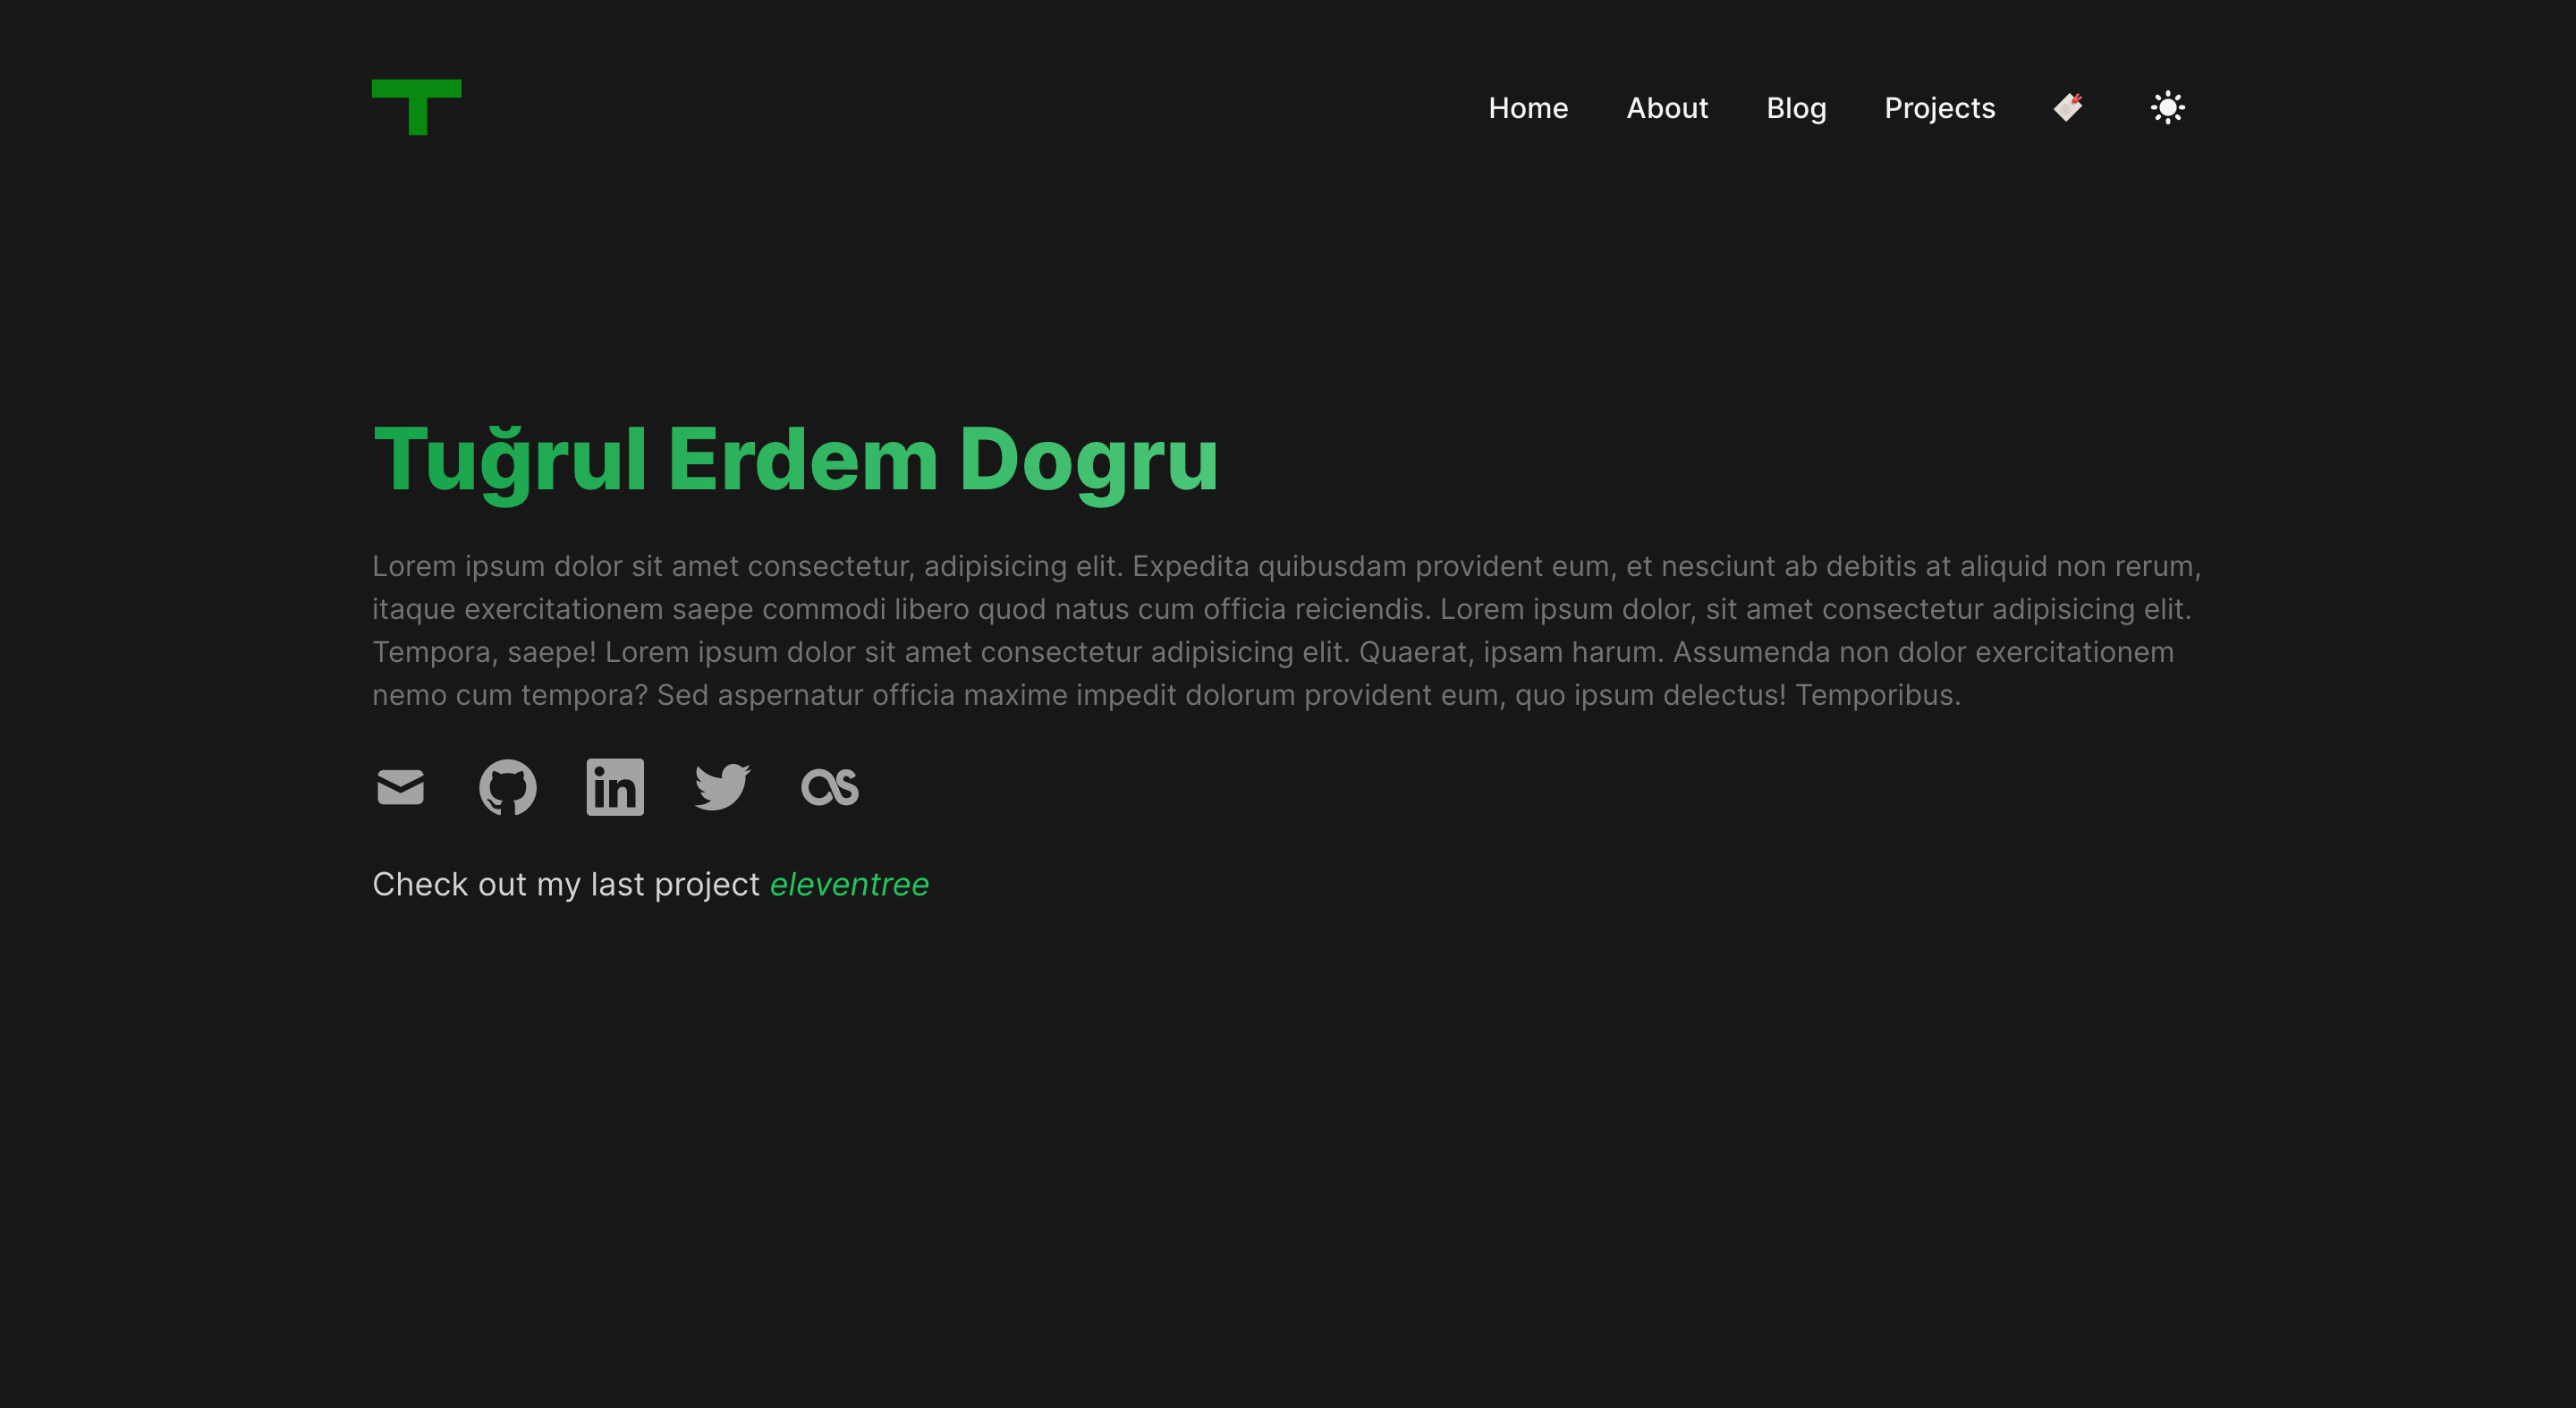 T
Home About Blog Projects
Tuğrul Erdem Dogru
Lorem ipsum dolor sit amet consectetur, adipisicing elit. Expedita quibusdam provident eum, et nesciunt ab debitis at aliquid non rerum,
itaque exercitationem saepe commodi libero quod natus cum officia reiciendis. Lorem ipsum dolor, sit amet consectetur adipisicing elit.
Tempora, saepe! Lorem ipsum dolor sit amet consectetur adipisicing elit. Quaerat, ipsam harum. Assumenda non dolor exercitationem
nemo cum tempora? Sed aspernatur officia maxime impedit dolorum provident eum, quo ipsum delectus! Temporibus.
in as
Check out my last project eleventree